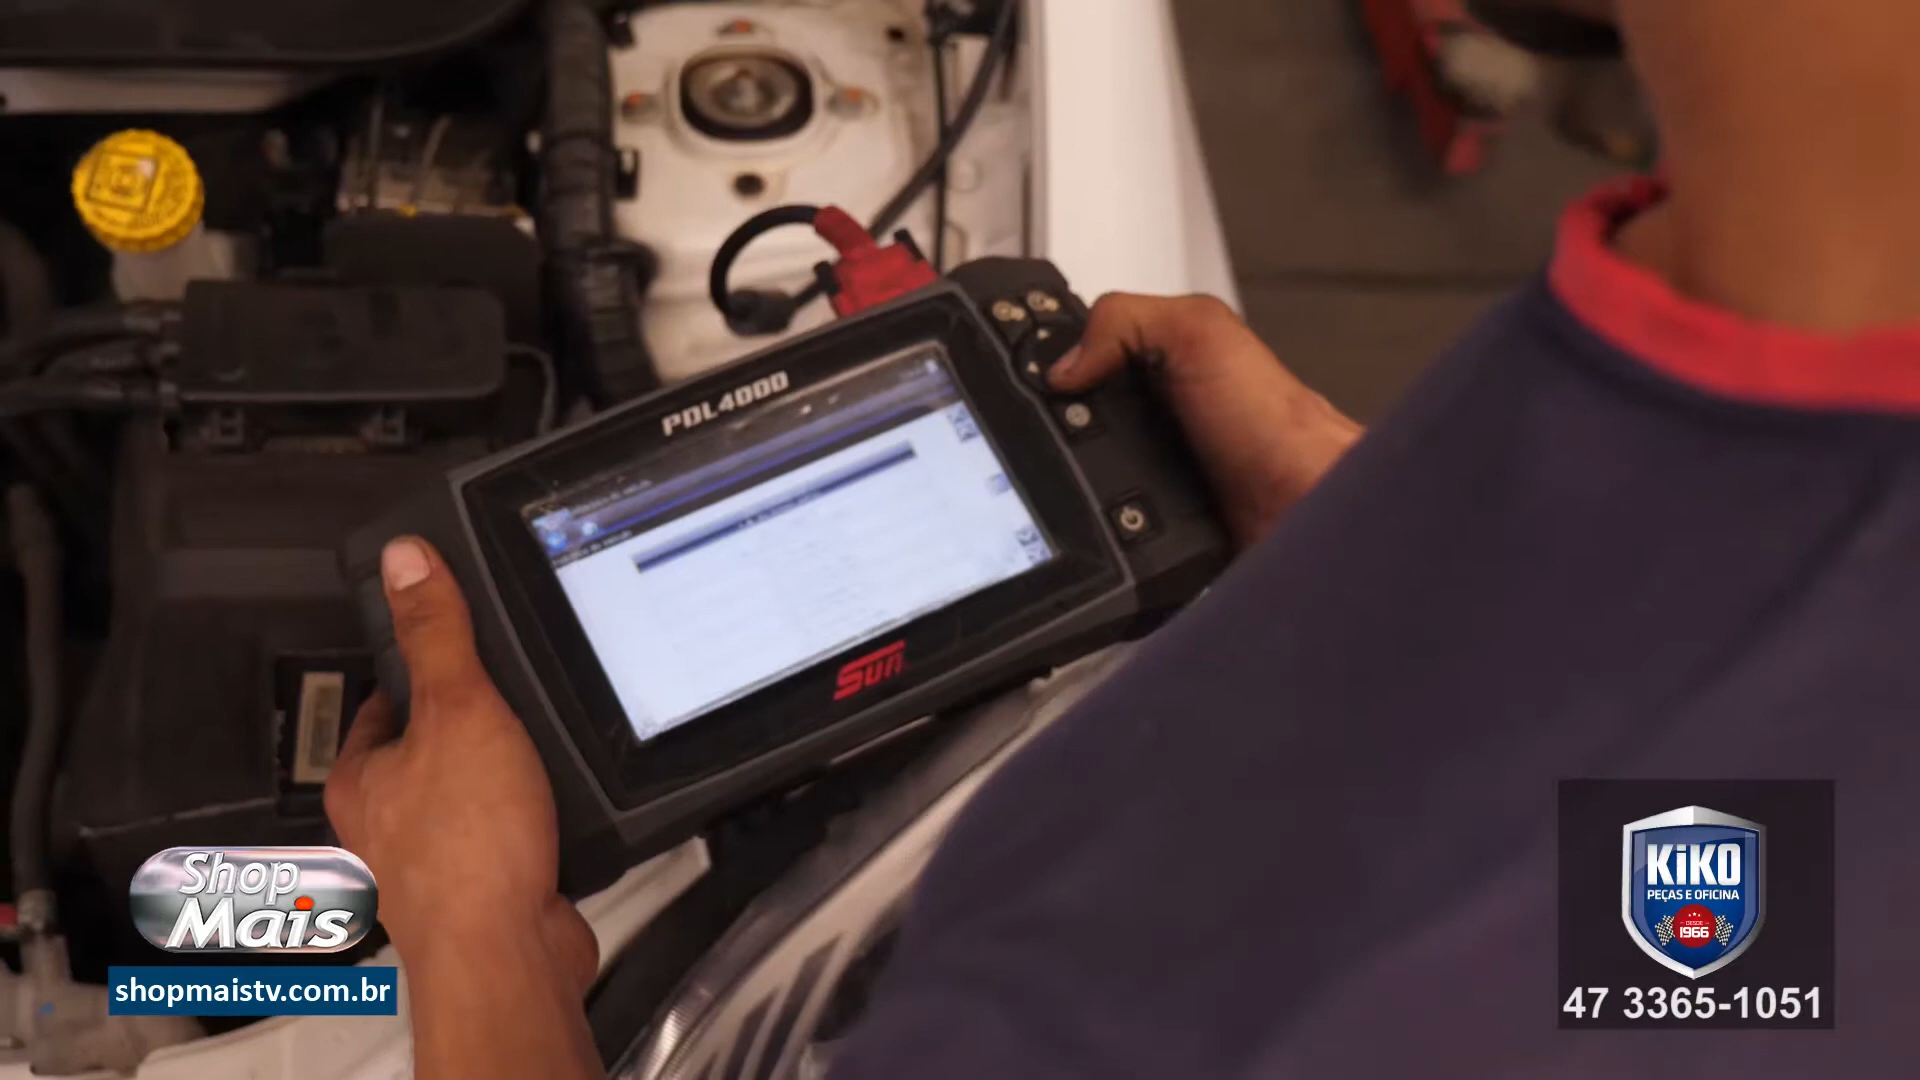 PDL4000
Sun
Shop
Mais
shopmaistv.com.br
KiKO
PEÇAS E OFICINA
DESDE
1966
47 3365-1051